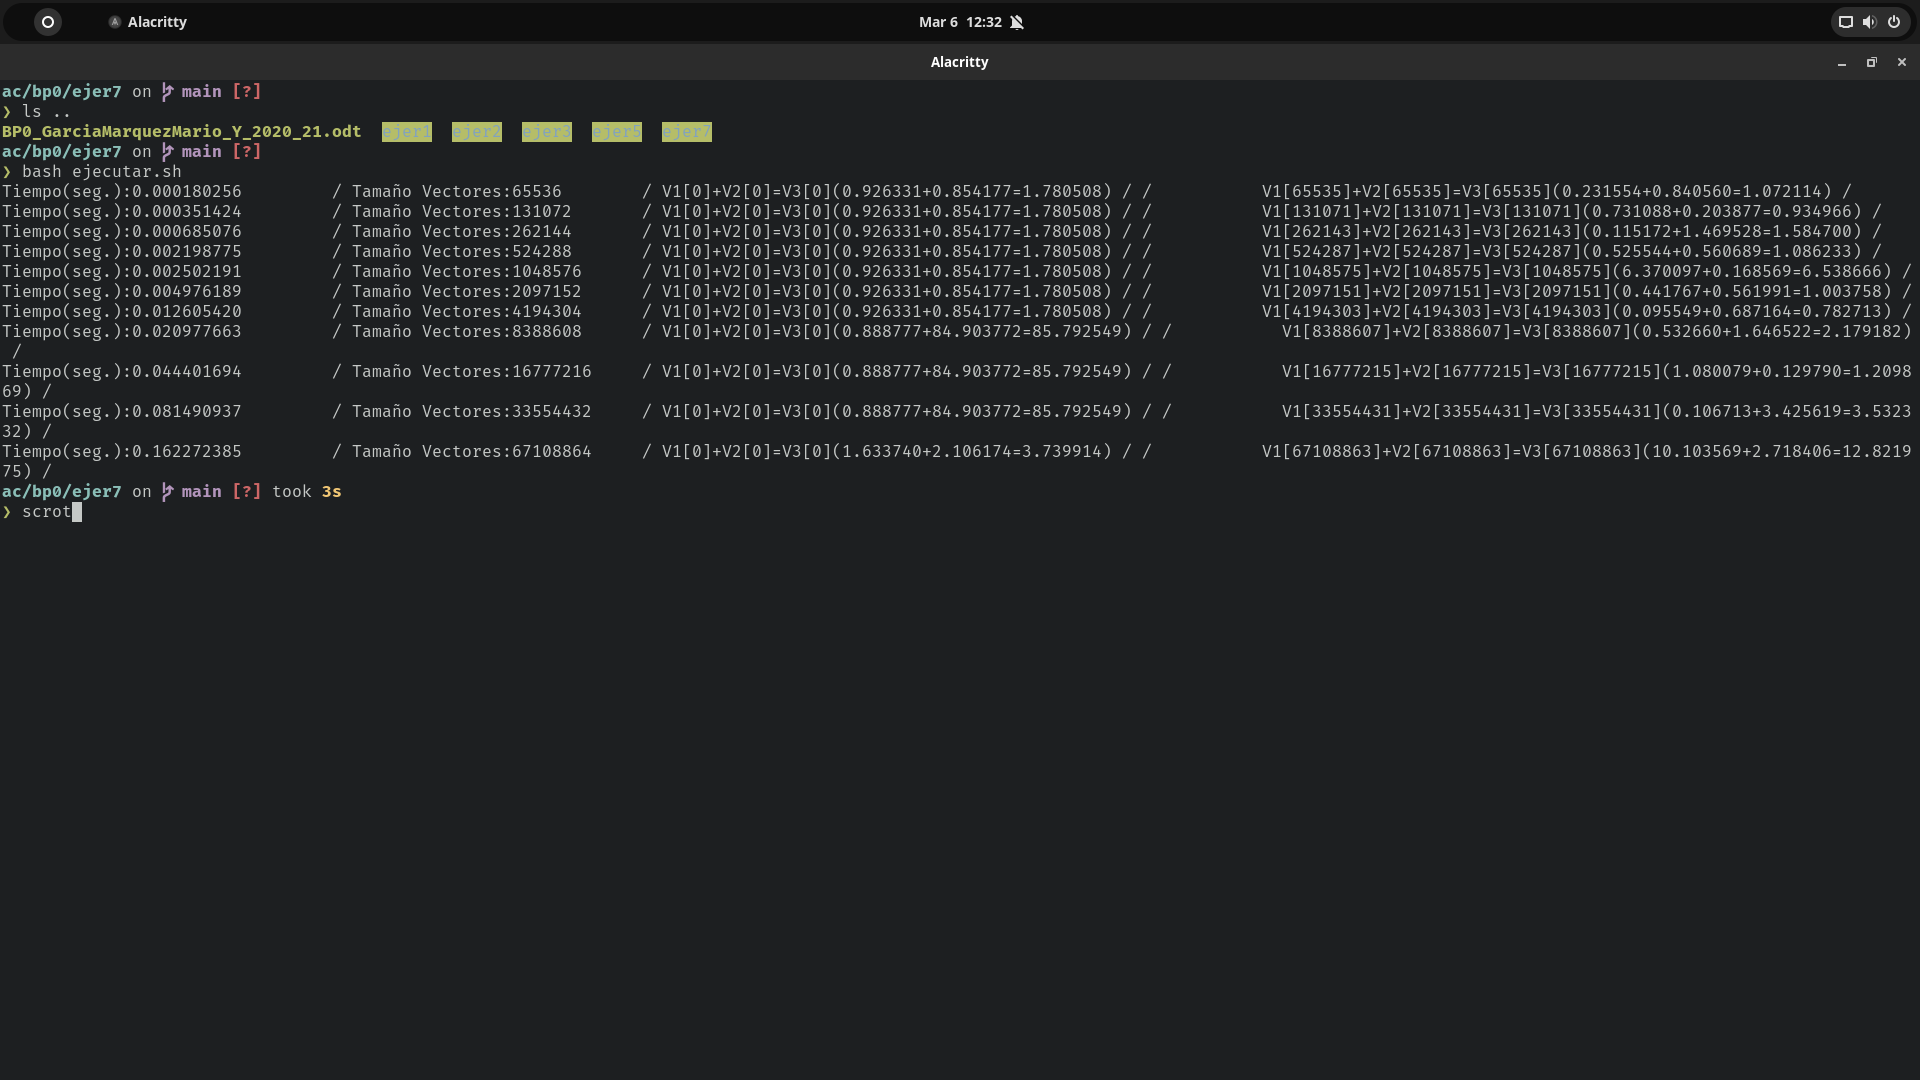 Alacritty
Mar 6 12:32
Alacritty
ac/bp0/ejer7 on main [?]
❯ ls ..
BP0_GarciaMarquezMario_Y_2020_21.odt ejer1 ejer2 ejer3 ejer5 ejer7
ac/bp0/ejer7 on main [?]
❯ bash ejecutar.sh
Tiempo(seg.):0.000180256 / Tamaño Vectores:65536 / V1[0]+V2[0]=V3[0](0.926331+0.854177=1.780508) / / V1[65535]+V2[65535]=V3[65535](0.231554+0.840560=1.072114) /
Tiempo(seg.):0.000351424 / Tamaño Vectores:131072 / V1[0]+V2[0]=V3[0](0.926331+0.854177=1.780508) / / V1[131071]+V2[131071]=V3[131071](0.731088+0.203877=0.934966) /
Tiempo(seg.):0.000685076 / Tamaño Vectores:262144 / V1[0]+V2[0]=V3[0](0.926331+0.854177=1.780508) / / V1[262143]+V2[262143]=V3[262143](0.115172+1.469528=1.584700) /
Tiempo(seg.):0.002198775 / Tamaño Vectores:524288 / V1[0]+V2[0]=V3[0](0.926331+0.854177=1.780508) / / V1[524287]+V2[524287]=V3[524287](0.525544+0.560689=1.086233) /
Tiempo(seg.):0.002502191 / Tamaño Vectores:1048576 / V1[0]+V2[0]=V3[0](0.926331+0.854177=1.780508) / / V1[1048575]+V2[1048575]=V3[1048575](6.370097+0.168569=6.538666) /
Tiempo(seg.):0.004976189 / Tamaño Vectores:2097152 / V1[0]+V2[0]=V3[0](0.926331+0.854177=1.780508) / / V1[2097151]+V2[2097151]=V3[2097151](0.441767+0.561991=1.003758) /
Tiempo(seg.):0.012605420 / Tamaño Vectores:4194304 / V1[0]+V2[0]=V3[0](0.926331+0.854177=1.780508) / / V1[4194303]+V2[4194303]=V3[4194303](0.095549+0.687164=0.782713) /
Tiempo(seg.):0.020977663 / Tamaño Vectores:8388608 / V1[0]+V2[0]=V3[0](0.888777+84.903772=85.792549) / / V1[8388607]+V2[8388607]=V3[8388607](0.532660+1.646522=2.179182)
/
Tiempo(seg.):0.044401694 / Tamaño Vectores:16777216 / V1[0]+V2[0]=V3[0](0.888777+84.903772=85.792549) / / V1[16777215]+V2[16777215]=V3[16777215](1.080079+0.129790=1.2098
69) /
Tiempo(seg.):0.081490937 / Tamaño Vectores:33554432 / V1[0]+V2[0]=V3[0](0.888777+84.903772=85.792549) / / V1[33554431]+V2[33554431]=V3[33554431](0.106713+3.425619=3.5323
32) /
Tiempo(seg.):0.162272385 / Tamaño Vectores:67108864 / V1[0]+V2[0]=V3[0](1.633740+2.106174=3.739914) / / V1[67108863]+V2[67108863]=V3[67108863](10.103569+2.718406=12.8219
75) /
ac/bp0/ejer7 on main [?] took 3s
❯ scrot